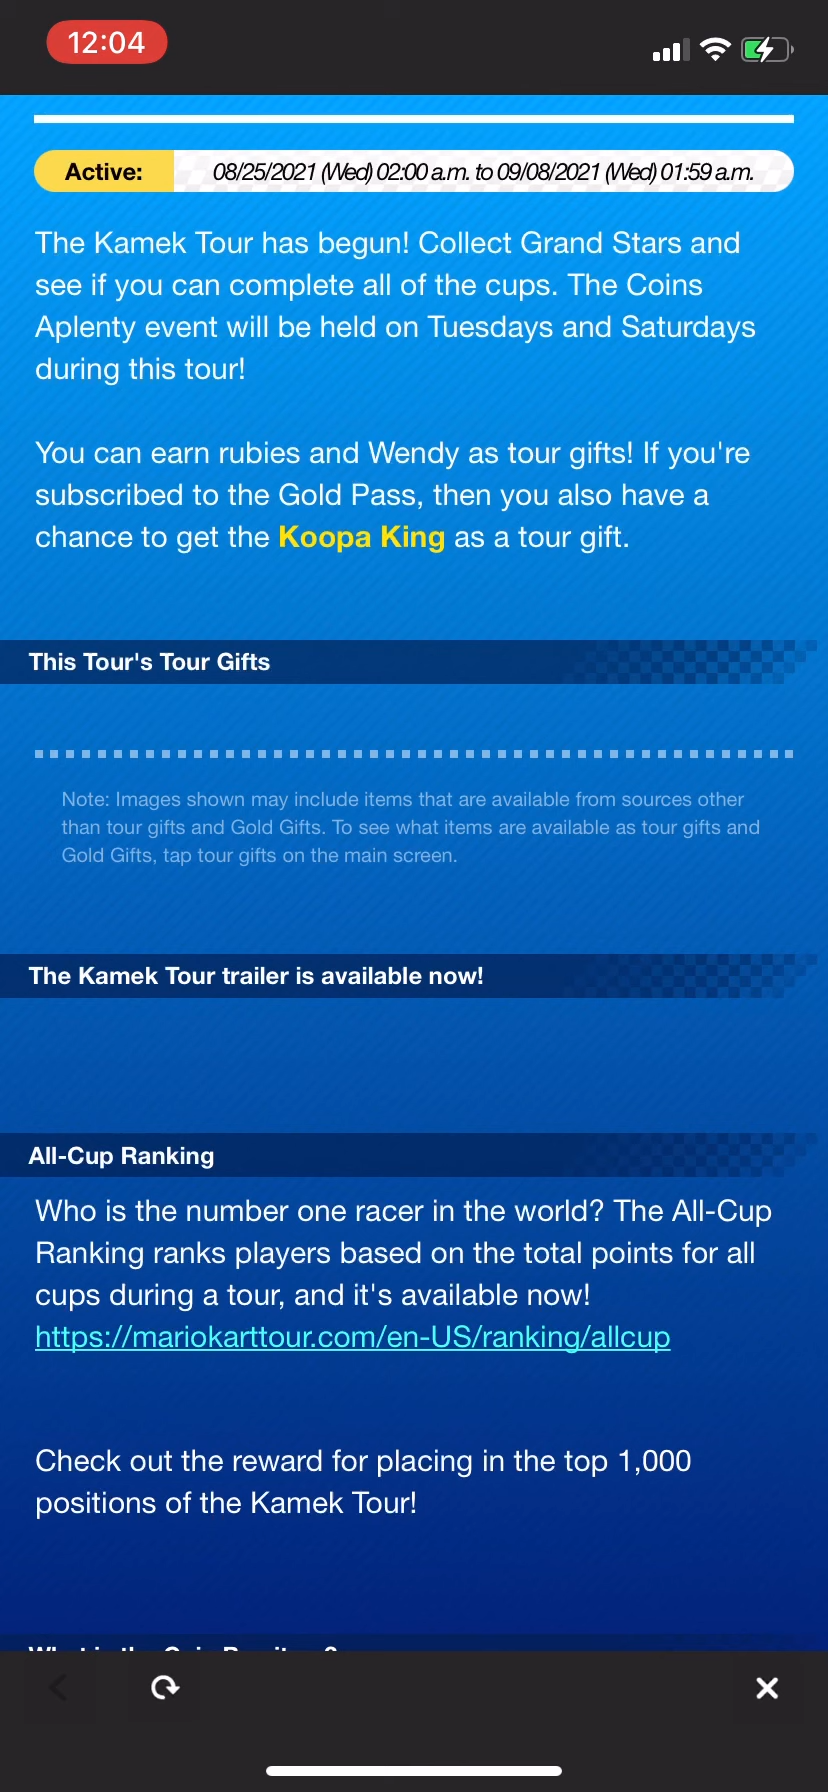 12:04
Active: 08/25/2021 (Wed) 02:00 a.m. to 09/08/2021 (Wed) 01:59 a.m.
The Kamek Tour has begun! Collect Grand Stars and
see if you can complete all of the cups. The Coins
Aplenty event will be held on Tuesdays and Saturdays
during this tour!
You can earn rubies and Wendy as tour gifts! If you're
subscribed to the Gold Pass, then you also have a
chance to get the Koopa King as a tour gift.
This Tour's Tour Gifts
Note: Images shown may include items that are available from sources other
than tour gifts and Gold Gifts. To see what items are available as tour gifts and
Gold Gifts, tap tour gifts on the main screen.
The Kamek Tour trailer is available now!
All-Cup Ranking
Who is the number one racer in the world? The All-Cup
Ranking ranks players based on the total points for all
cups during a tour, and it's available now!
https://mariokarttour.com/en-US/ranking/allcup
Check out the reward for placing in the top 1,000
positions of the Kamek Tour!